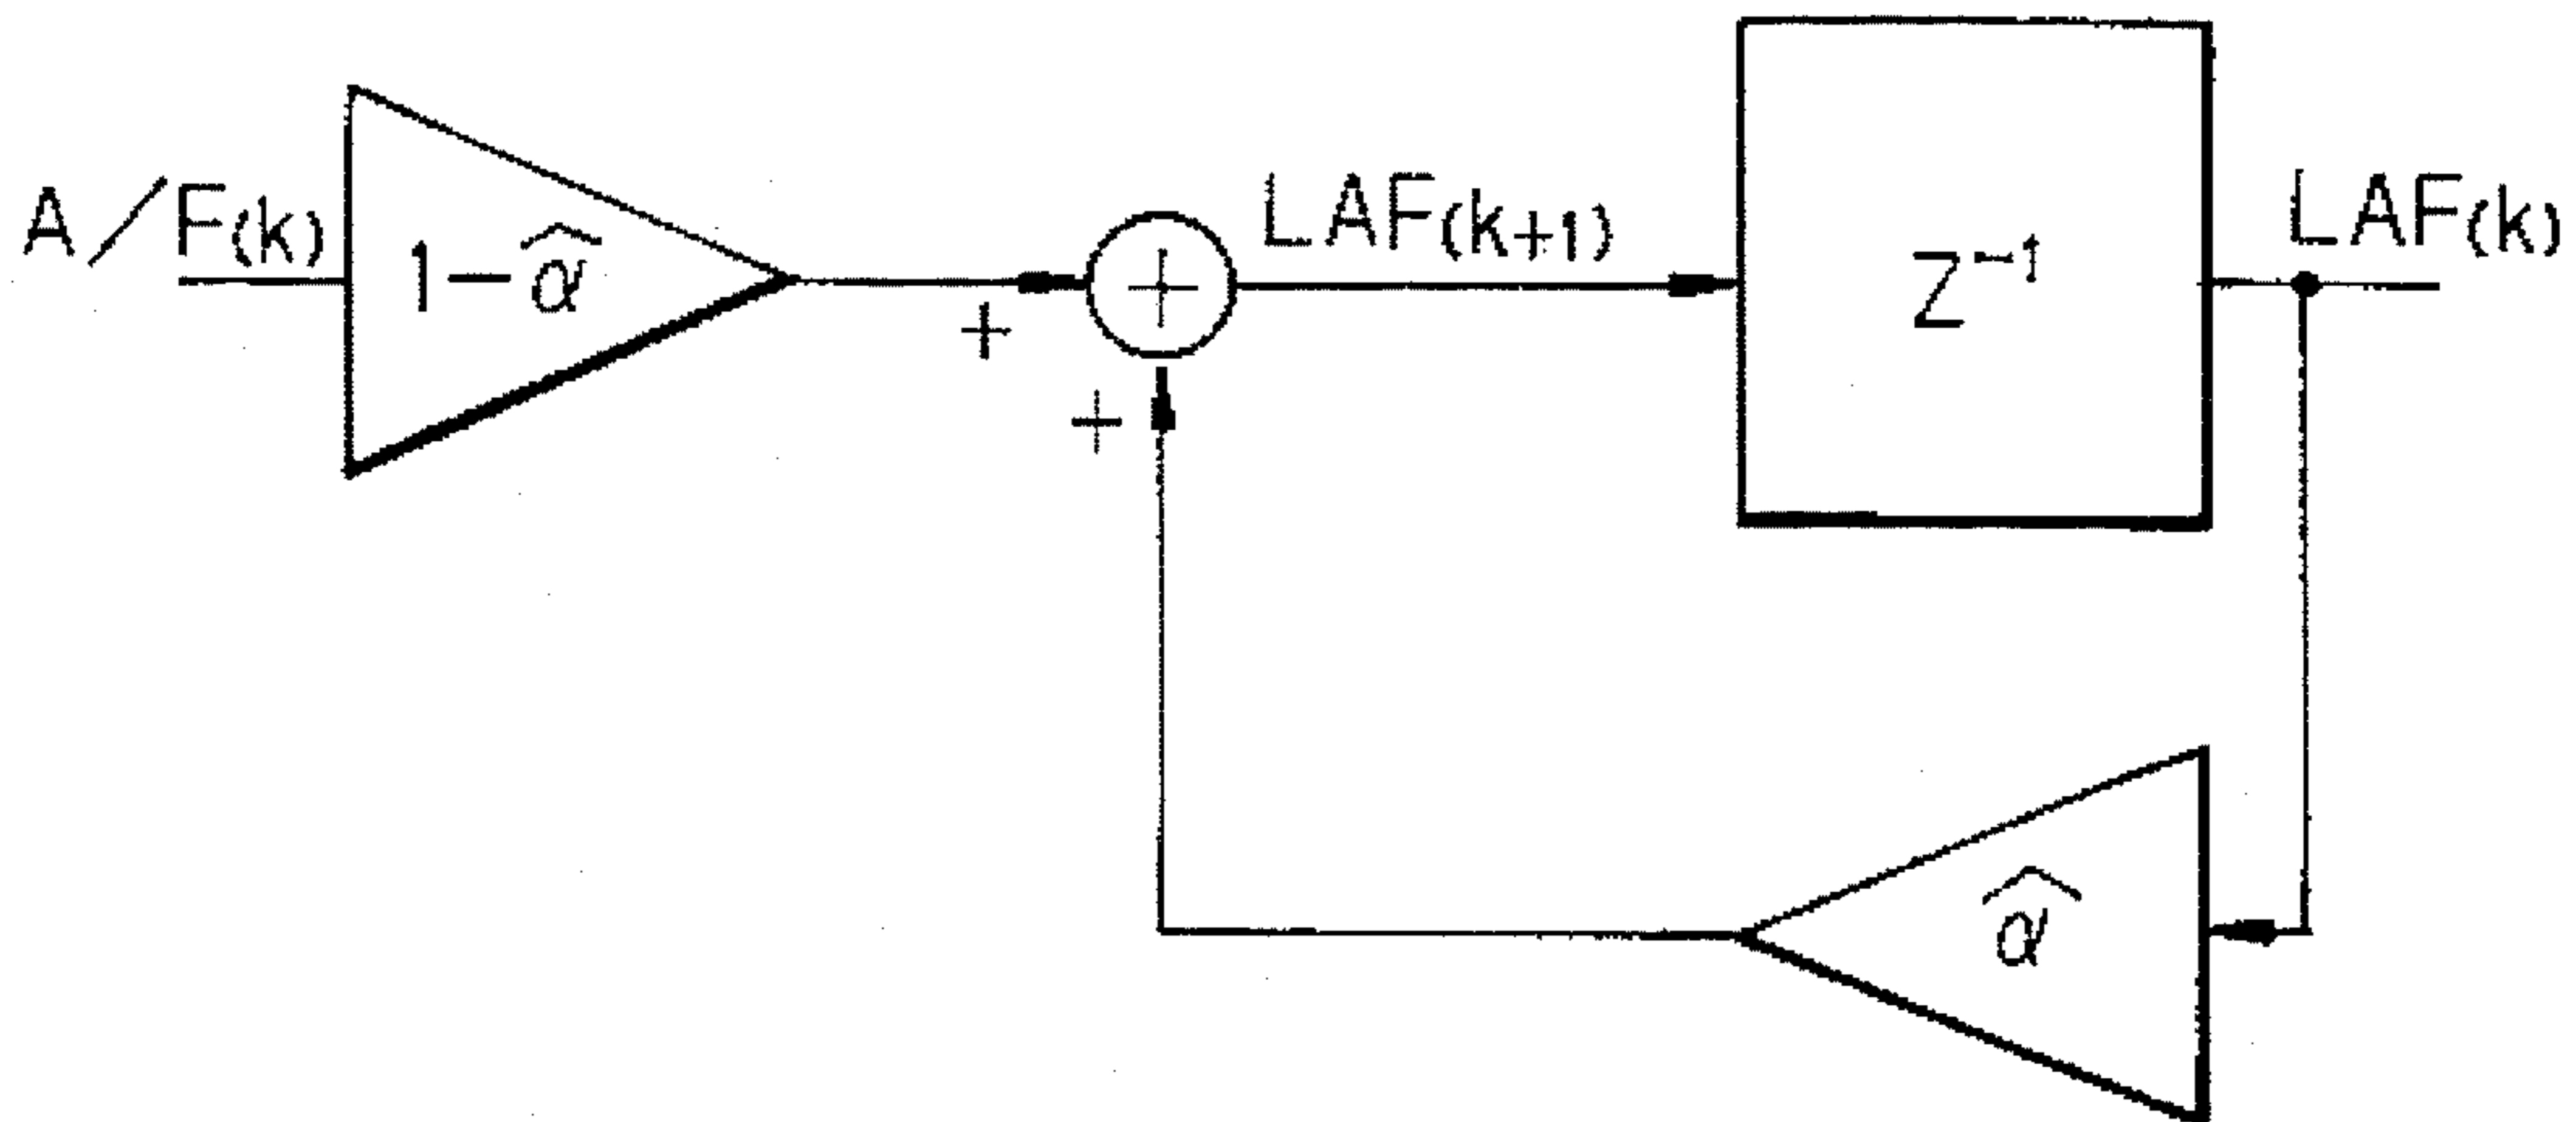 A/F(k)
1-α̂
+
+
+
LAF(k+1)
Z⁻¹
LAF(k)
α̂